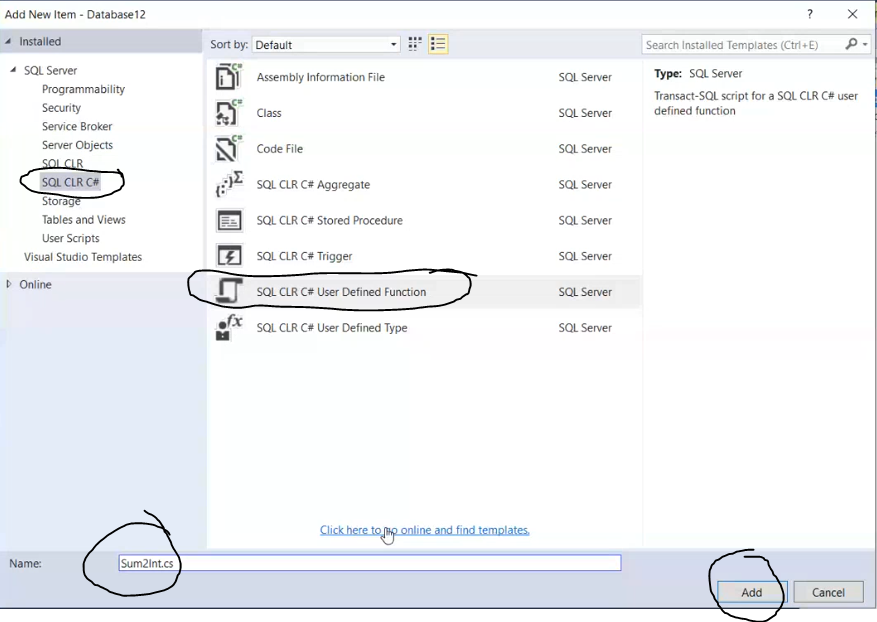 Add New Item - Database12
? 
Installed
Sort by: Default
Search Installed Templates (Ctrl+E)
SQL Server
Programmability
Security
Service Broker
Server Objects
SQL CLR
SQL CLR C#
Storage
Tables and Views
User Scripts
Visual Studio Templates
Online
Assembly Information File SQL Server
Class SQL Server
Code File SQL Server
SQL CLR C# Aggregate SQL Server
SQL CLR C# Stored Procedure SQL Server
SQL CLR C# Trigger SQL Server
SQL CLR C# User Defined Function SQL Server
SQL CLR C# User Defined Type SQL Server
Type: SQL Server
Transact-SQL script for a SQL CLR C# user
defined function
Click here to go online and find templates.
Name: Sum2Int.cs
Add Cancel